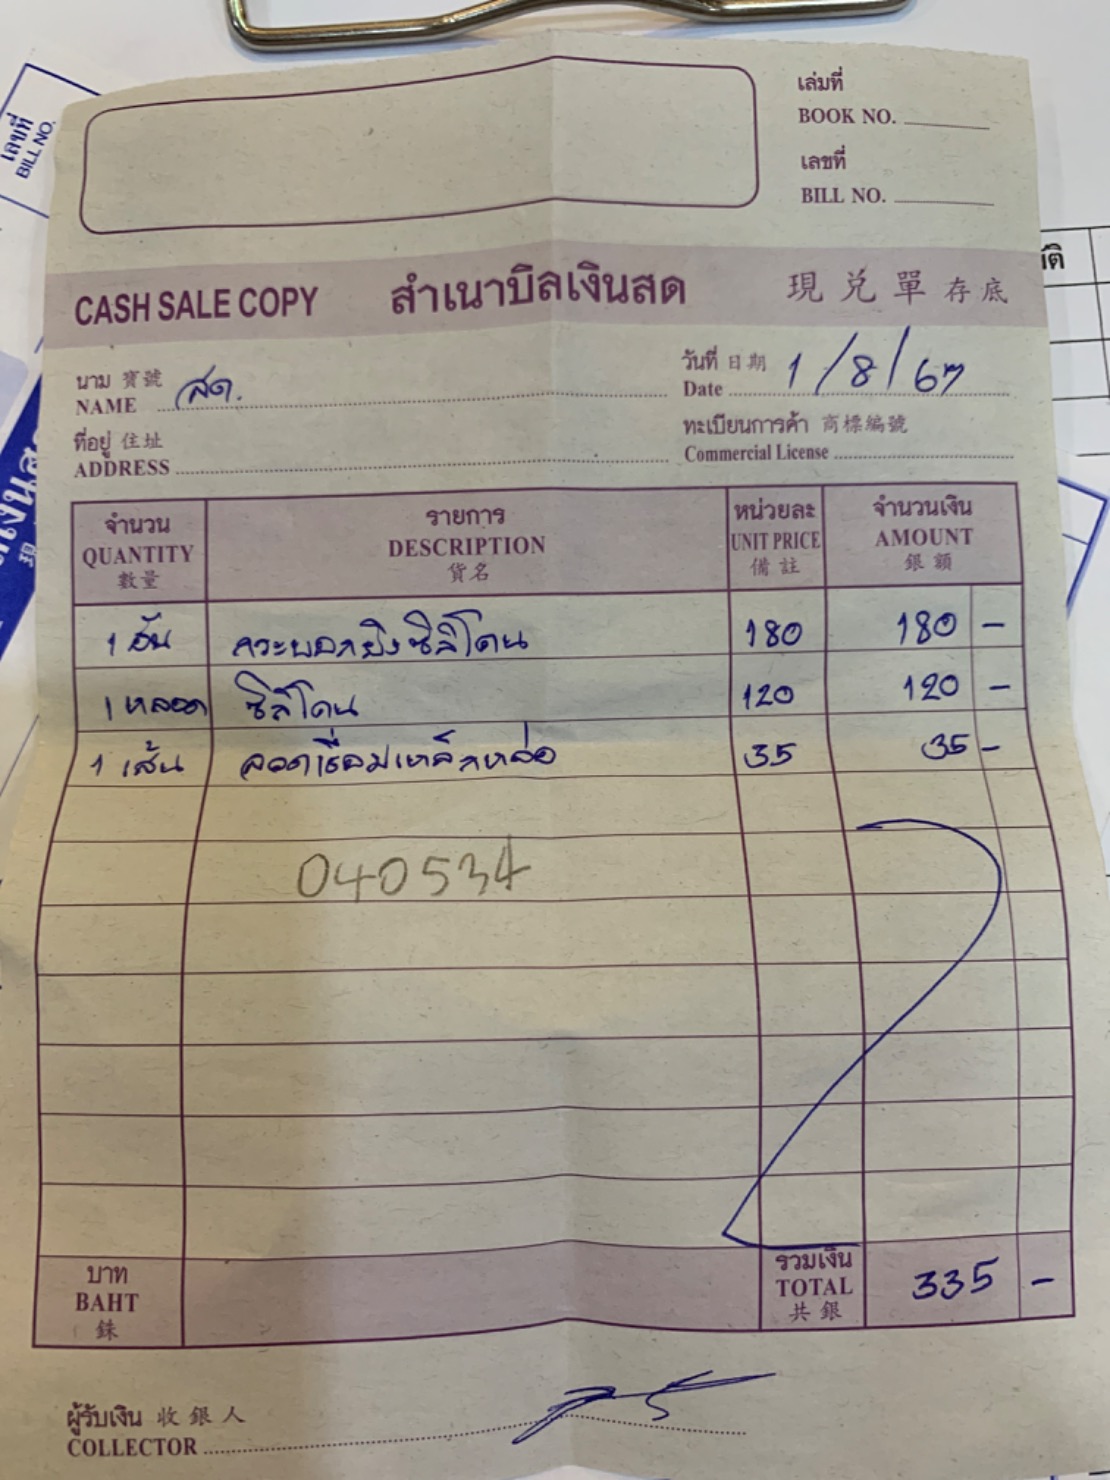 เลขที่
BILL NO.
เล่มที่
BOOK NO.
เลขที่
BILL NO.
CASH SALE COPY สำเนาบิลเงินสด 現兌單存底
นาม 寶號
NAME สด.
วันที่ 日期
Date 1/8/67
ที่อยู่ 住址
ADDRESS
ทะเบียนการค้า 商標編號
Commercial License
จำนวน รายการ หน่วยละ จำนวนเงิน
QUANTITY DESCRIPTION UNIT PRICE AMOUNT
數量 貨名 備註 銀額
1 อัน กระบอกยิงซิลิโคน 180 180 -
1 หลอด ซิลิโคน 120 120 -
1 เส้น ลวดเชื่อมเหล็กหล่อ 35 35 -
040534
บาท รวมเงิน
BAHT TOTAL 335 -
銖 共銀
ผู้รับเงิน 收銀人
COLLECTOR